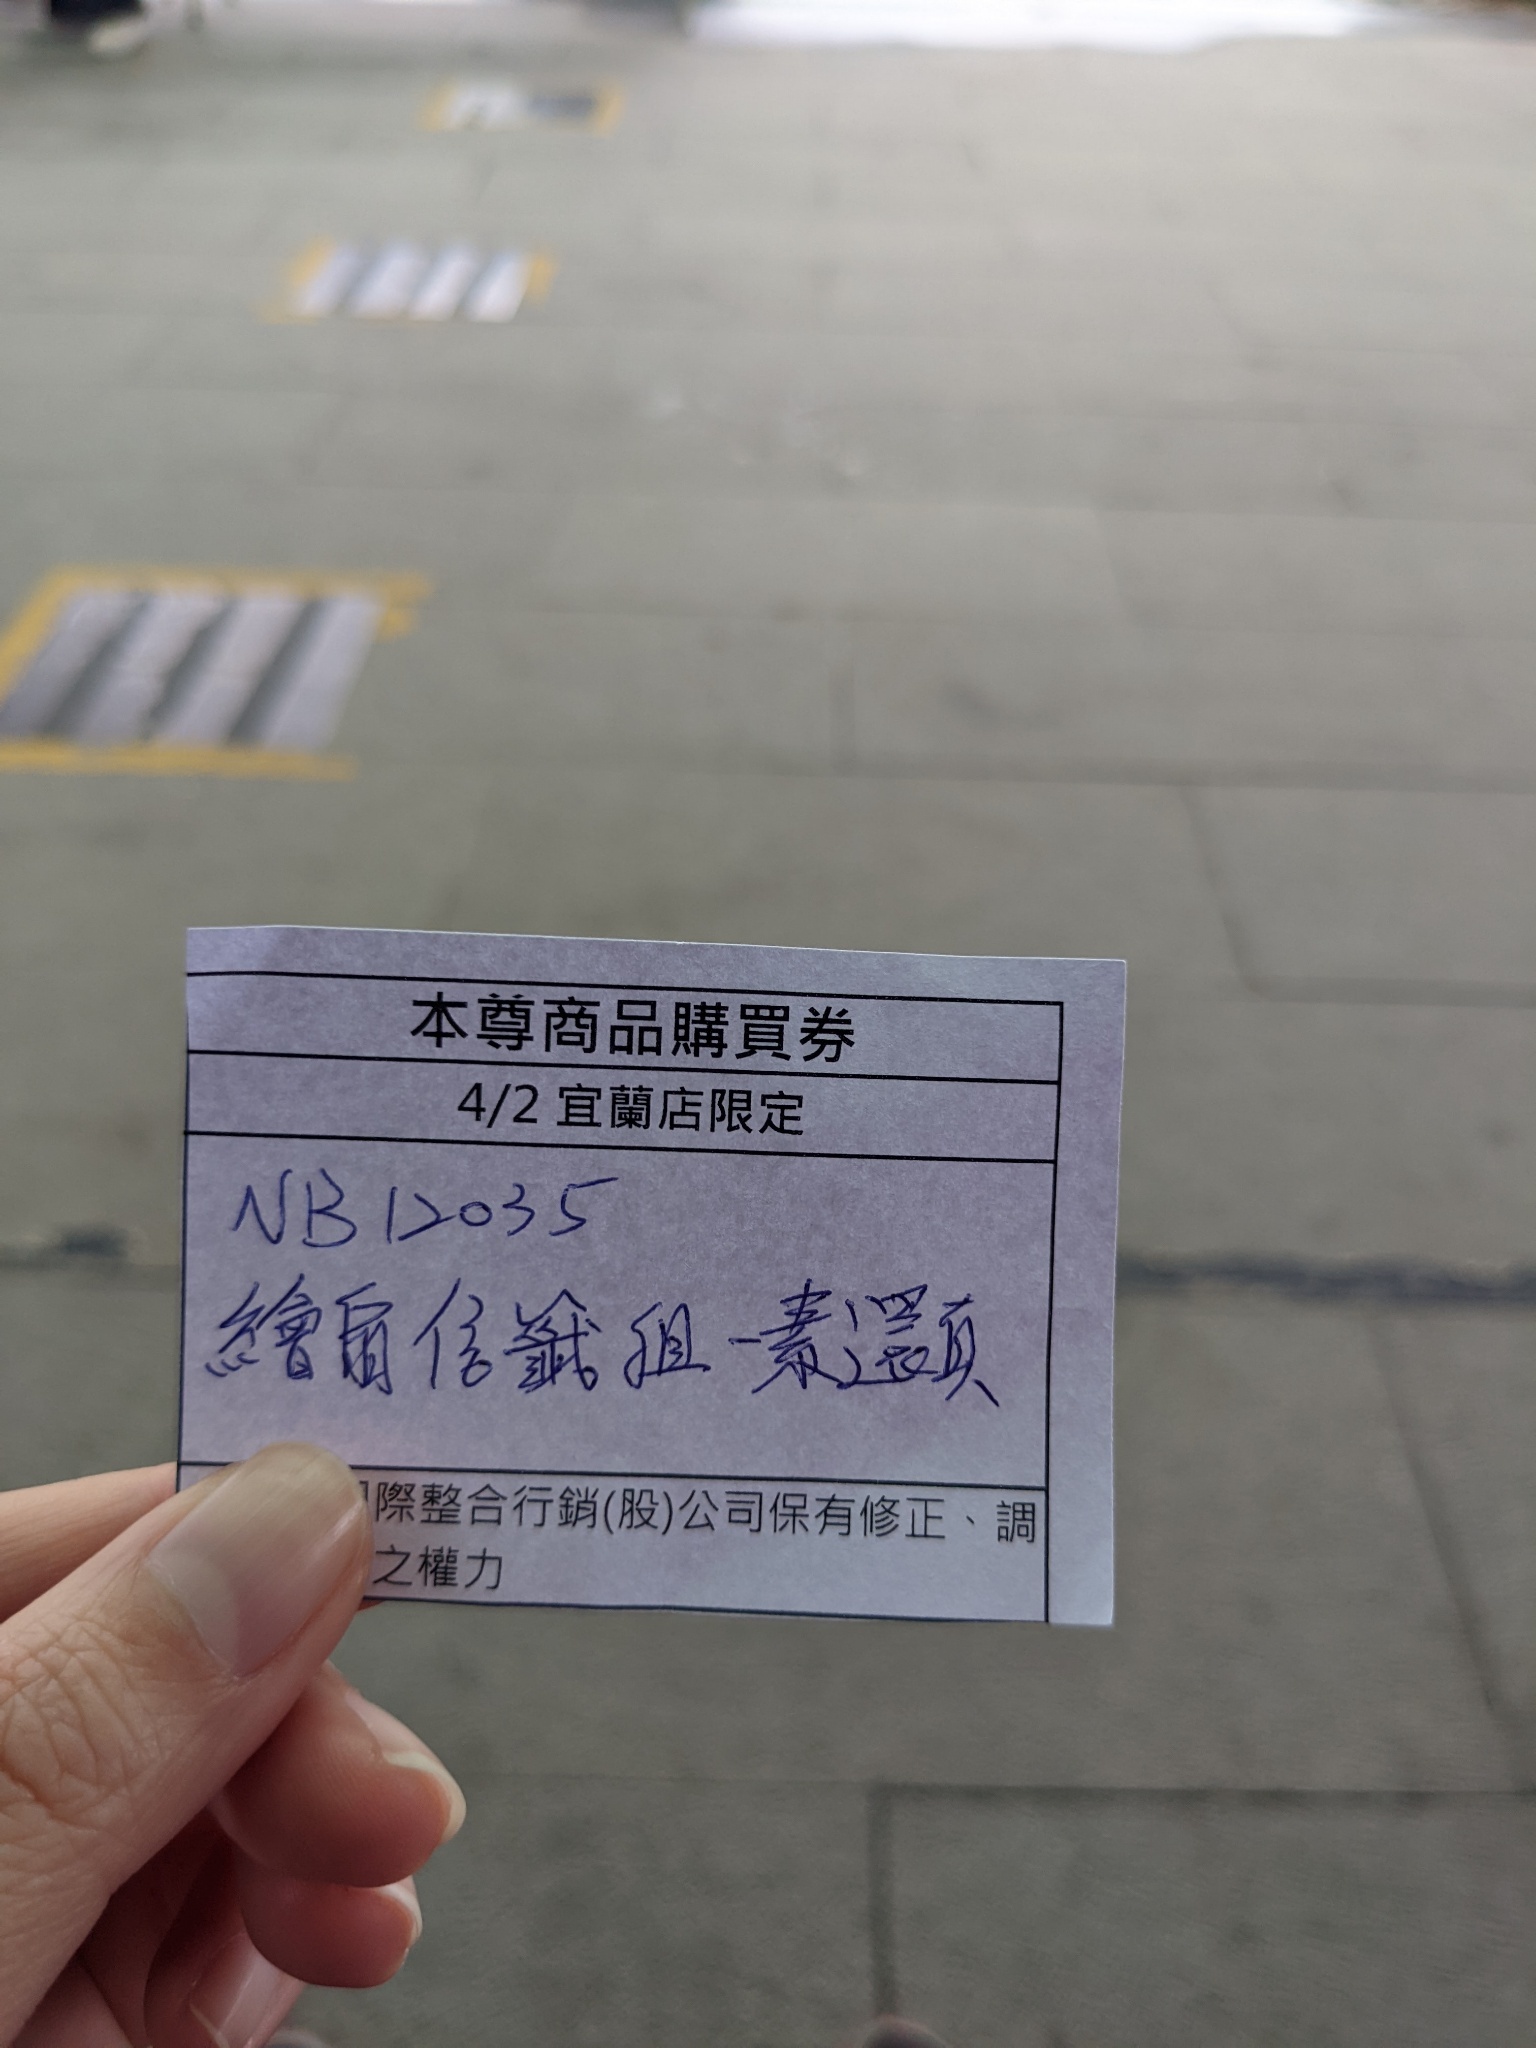 本尊商品購買券
4/2 宜蘭店限定
NB12035
繪眉信籤組-素還真
際整合行銷(股)公司保有修正、調
之權力